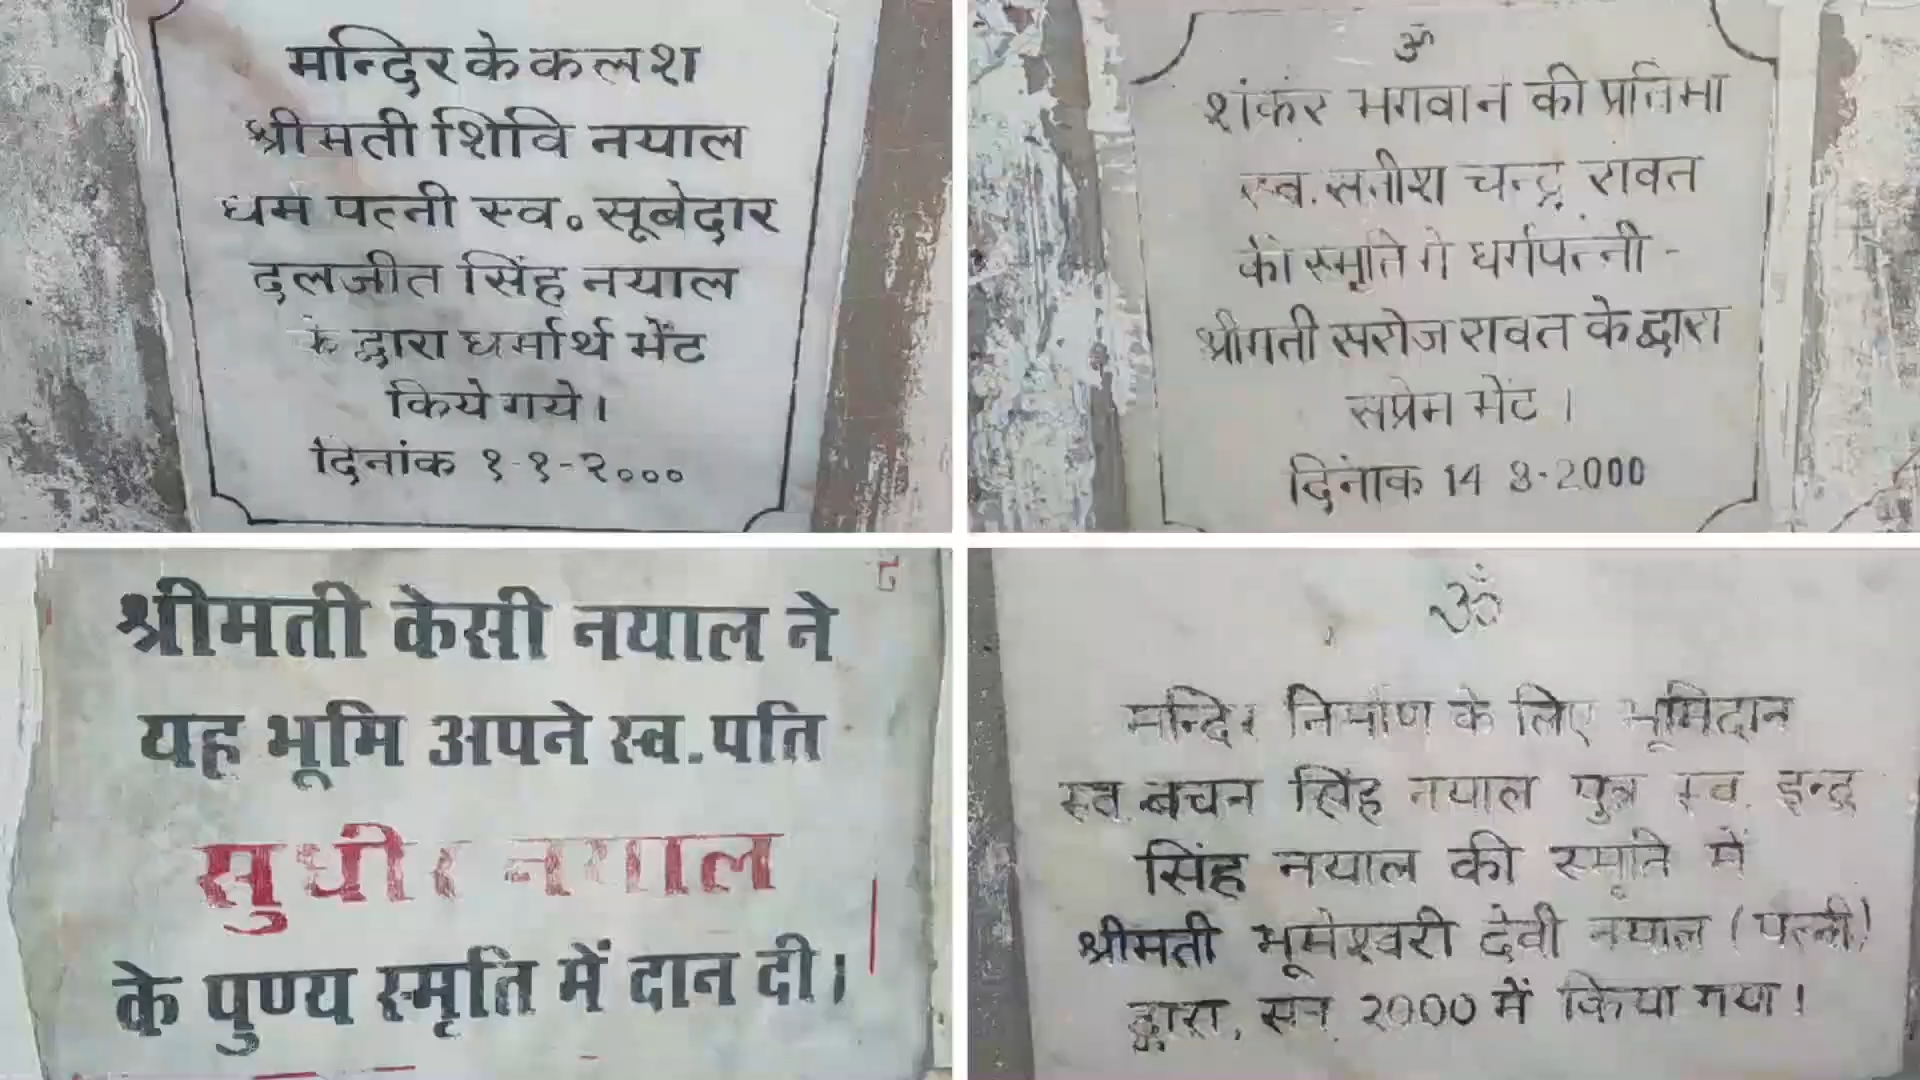 मन्दिर के कलश
श्रीमती शिवि नयाल
धर्म पत्नी स्व॰ सूबेदार
दलजीत सिंह नयाल
के द्वारा धर्मार्थ भेंट
किये गये।
दिनांक १-१-२०००
ॐ
शंकर भगवान की प्रतिमा
स्व. सतीश चन्द्र रावत
की स्मृति मे धर्मपत्नी -
श्रीमती सरोज रावत के द्वारा
सप्रेम भेंट।
दिनांक 14 8-2000
श्रीमती केसी नयाल ने
यह भूमि अपने स्व. पति
सुधीर नयाल
के पुण्य स्मृति में दान दी।
ॐ
मन्दिर निर्माण के लिए भूमिदान
स्व. बचन सिंह नयाल पुत्र स्व. इन्द्र
सिंह नयाल की स्मृति में
श्रीमती भूमेश्वरी देवी नयाल (पत्नी)
द्वारा, सन् 2000 में किया गया।